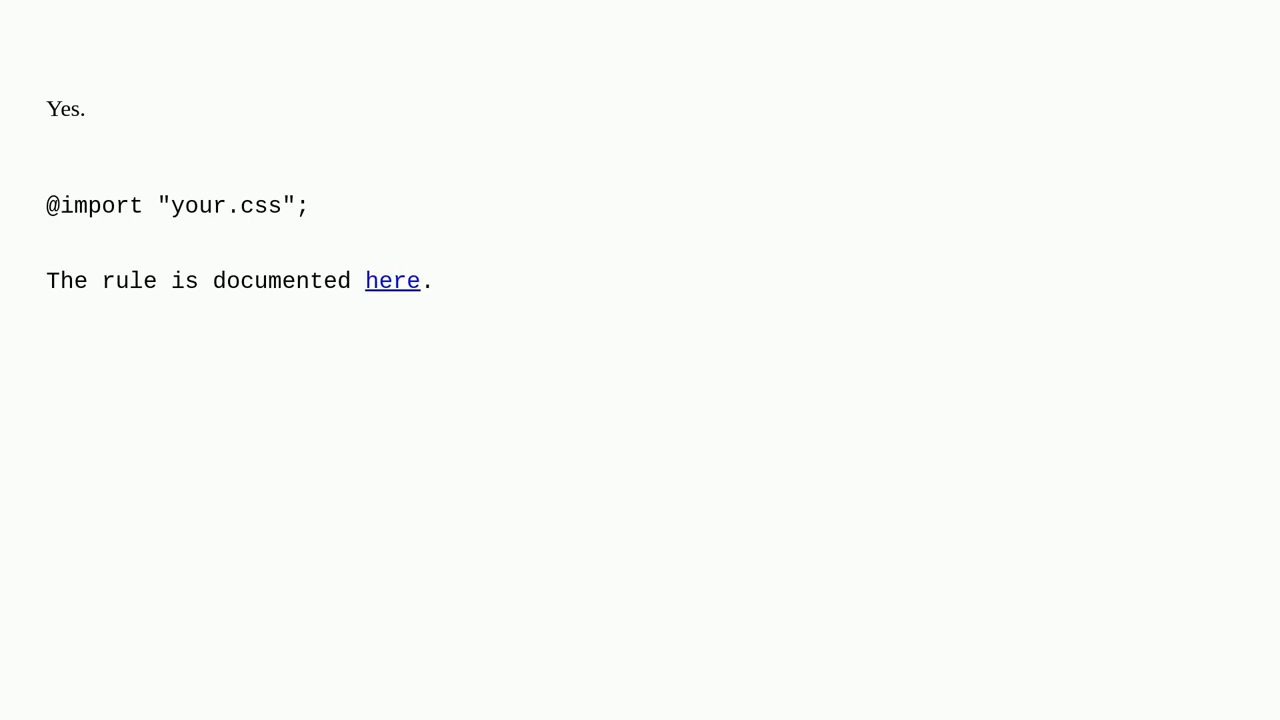 Yes.
@import "your.css";
The rule is documented here.